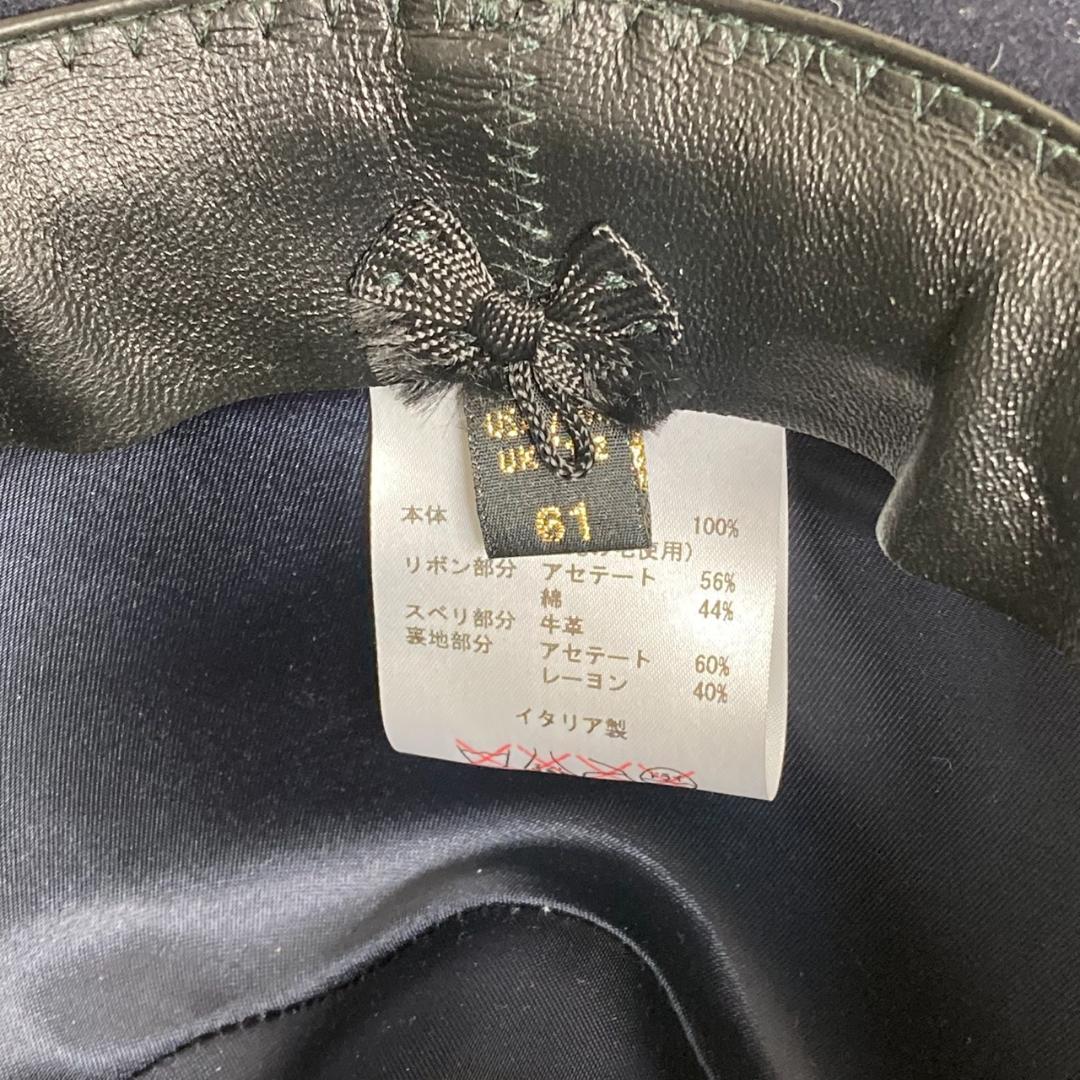 61
本体 100%
使用)
リボン部分 アセテート 56%
綿 44%
スベリ部分 牛革
裏地部分 アセテート 60%
レーヨン 40%
イタリア製